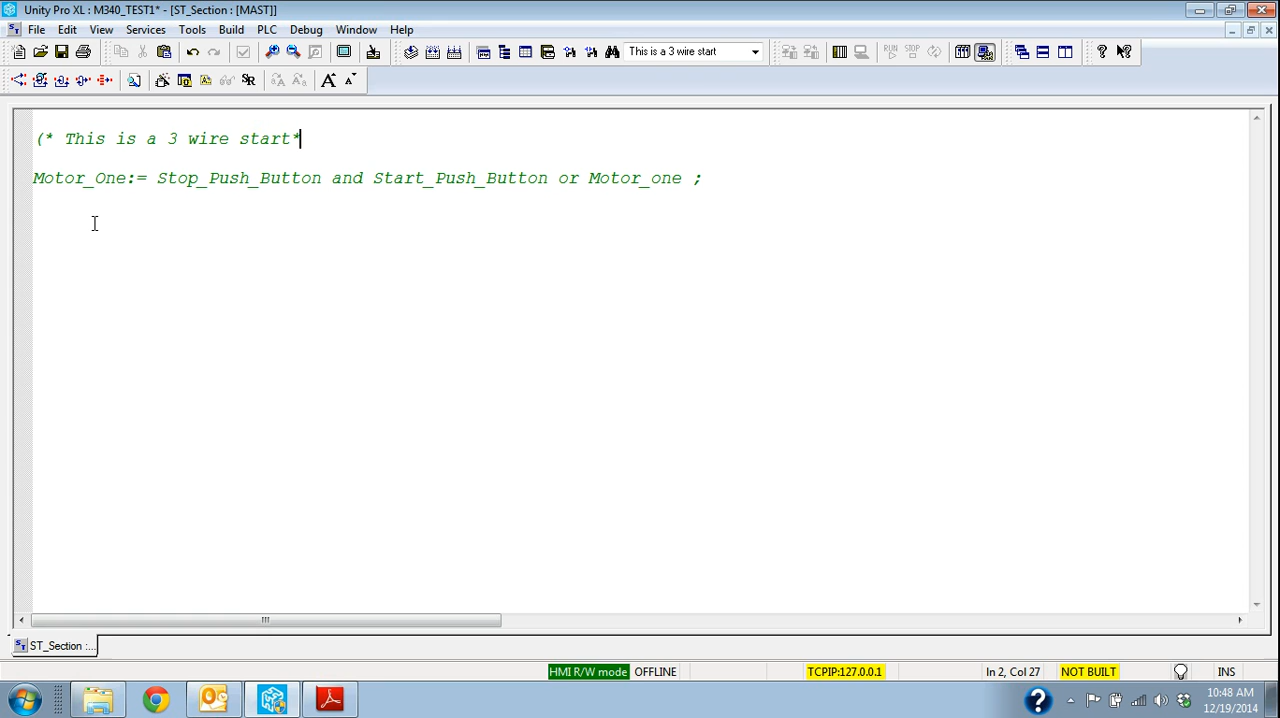 Unity Pro XL : M340_TEST1* - [ST_Section : [MAST]]
File Edit View Services Tools Build PLC Debug Window Help
This is a 3 wire start
(* This is a 3 wire start*
Motor_One:= Stop_Push_Button and Start_Push_Button or Motor_one ;
ST_Section :...
HMI R/W mode OFFLINE TCPIP:127.0.0.1 ln 2, Col 27 NOT BUILT INS
10:48 AM
12/19/2014